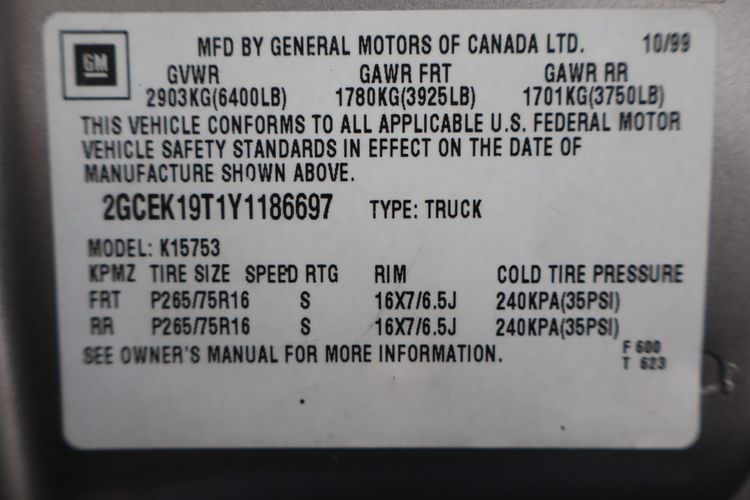 GM
MFD BY GENERAL MOTORS OF CANADA LTD. 10/99
GVWR GAWR FRT GAWR RR
2903KG(6400LB) 1780KG(3925LB) 1701KG(3750LB)
THIS VEHICLE CONFORMS TO ALL APPLICABLE U.S. FEDERAL MOTOR
VEHICLE SAFETY STANDARDS IN EFFECT ON THE DATE OF
MANUFACTURE SHOWN ABOVE.
2GCEK19T1Y1186697 TYPE: TRUCK
MODEL: K15753
KPMZ TIRE SIZE SPEED RTG RIM COLD TIRE PRESSURE
FRT P265/75R16 S 16X7/6.5J 240KPA(35PSI)
RR P265/75R16 S 16X7/6.5J 240KPA(35PSI)
SEE OWNER'S MANUAL FOR MORE INFORMATION.
F 600
T 623